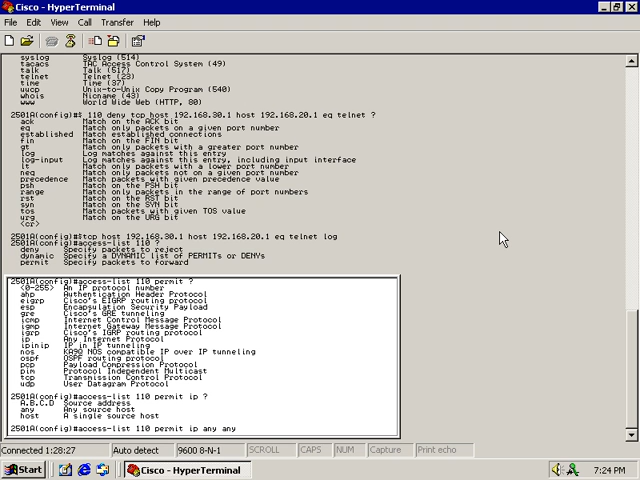 Cisco - HyperTerminal
File Edit View Call Transfer Help
syslog Syslog (514)
tacacs TAC Access Control System (49)
talk Talk (517)
telnet Telnet (23)
time Time (37)
uucp Unix-to-Unix Copy Program (540)
whois Nicname (43)
www World Wide Web (HTTP, 80)
2501A(config)#$ 110 deny tcp host 192.168.30.1 host 192.168.20.1 eq telnet ?
ack Match on the ACK bit
eq Match only packets on a given port number
established Match established connections
fin Match on the FIN bit
gt Match only packets with a greater port number
log Log matches against this entry
log-input Log matches against this entry, including input interface
lt Match only packets with a lower port number
neq Match only packets not on a given port number
precedence Match packets with given precedence value
psh Match on the PSH bit
range Match only packets in the range of port numbers
rst Match on the RST bit
syn Match on the SYN bit
tos Match packets with given TOS value
urg Match on the URG bit
<cr>
2501A(config)#$tcp host 192.168.30.1 host 192.168.20.1 eq telnet log
2501A(config)#access-list 110 ?
deny Specify packets to reject
dynamic Specify a DYNAMIC list of PERMITs or DENYs
permit Specify packets to forward
2501A(config)#access-list 110 permit ?
<0-255> An IP protocol number
ahp Authentication Header Protocol
eigrp Cisco's EIGRP routing protocol
esp Encapsulation Security Payload
gre Cisco's GRE tunneling
icmp Internet Control Message Protocol
igmp Internet Gateway Message Protocol
igrp Cisco's IGRP routing protocol
ip Any Internet Protocol
ipinip IP in IP tunneling
nos KA9Q NOS compatible IP over IP tunneling
ospf OSPF routing protocol
pcp Payload Compression Protocol
pim Protocol Independent Multicast
tcp Transmission Control Protocol
udp User Datagram Protocol
2501A(config)#access-list 110 permit ip ?
A.B.C.D Source address
any Any source host
host A single source host
2501A(config)#access-list 110 permit ip any any
Connected 1:28:27 Auto detect 9600 8-N-1 SCROLL CAPS NUM Capture Print echo
Start Cisco - HyperTerminal 7:24 PM